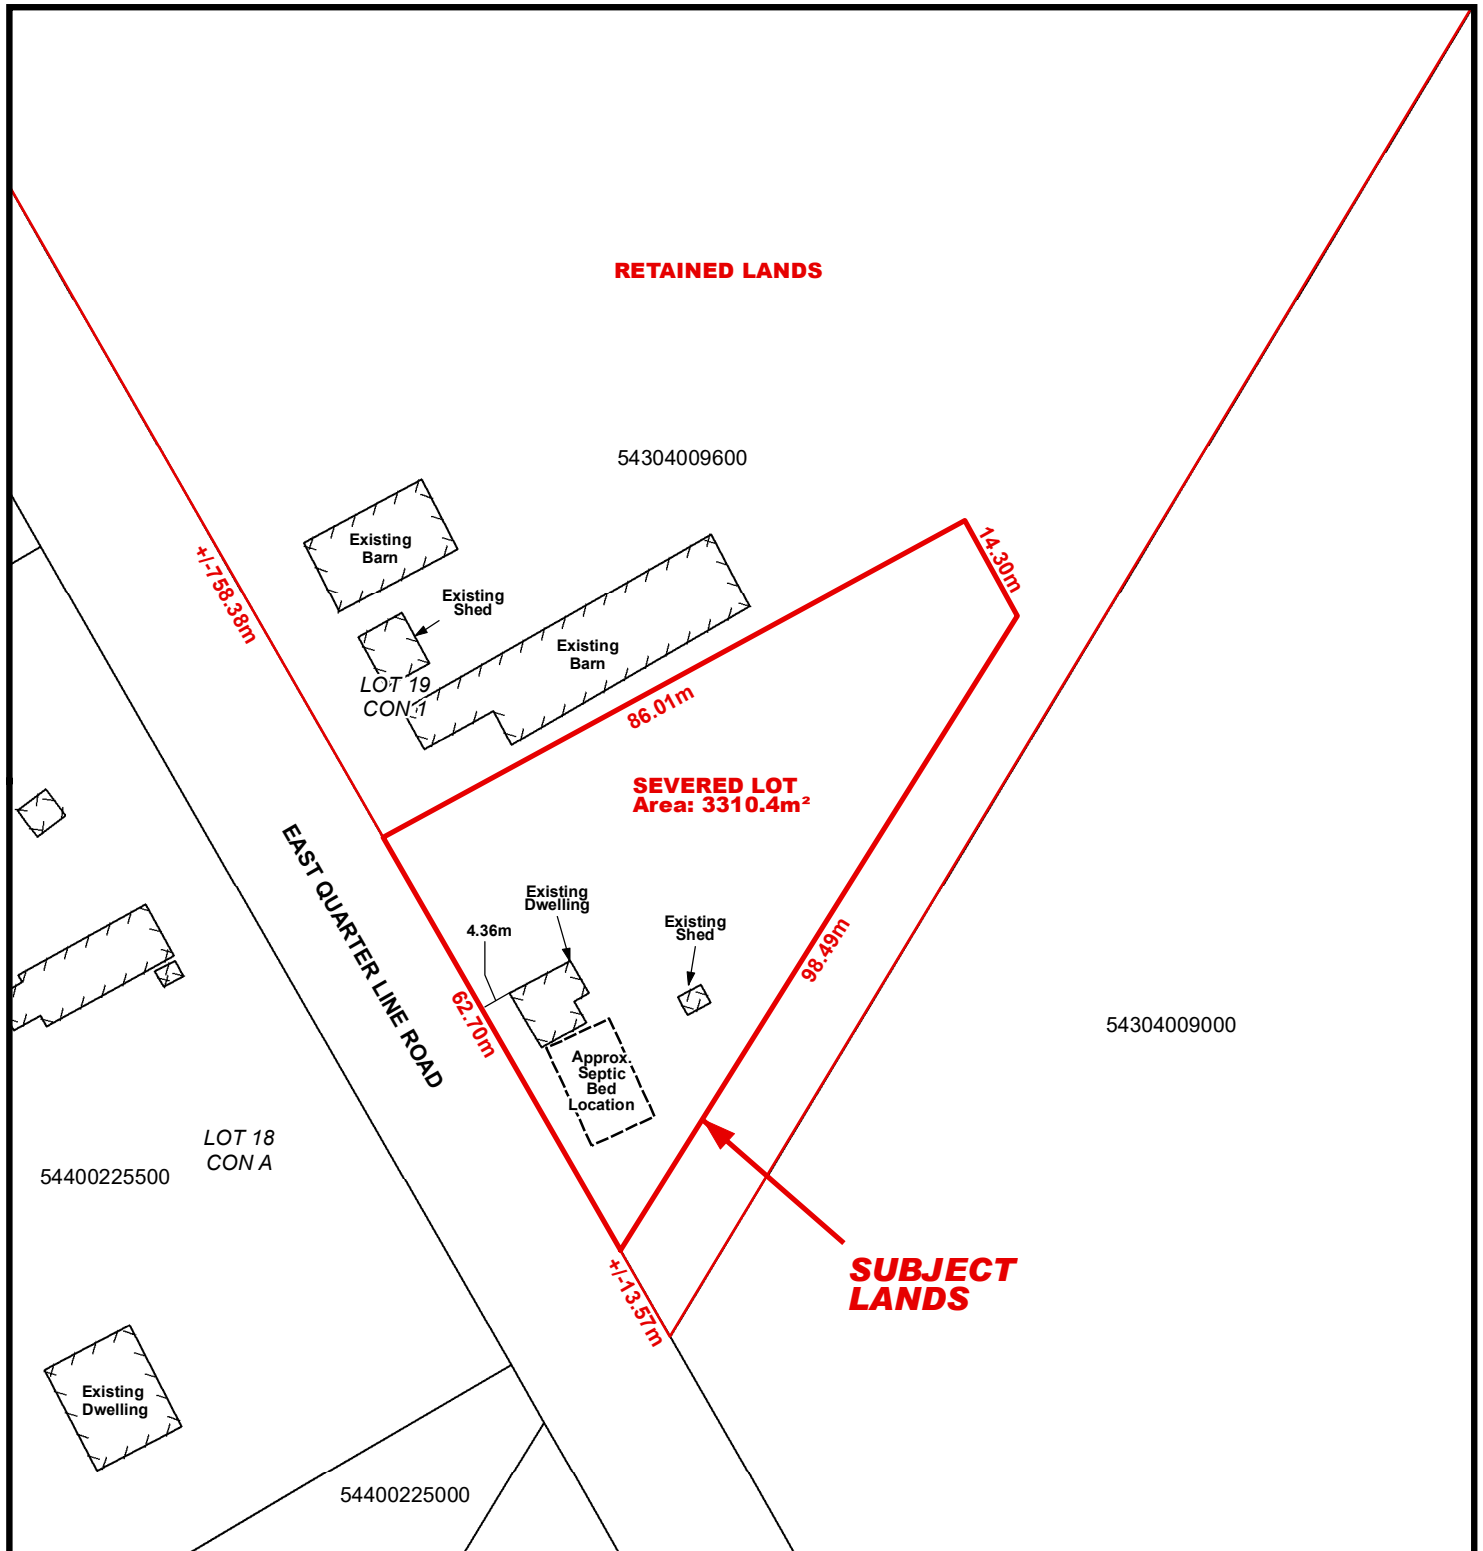 RETAINED LANDS
54304009600
14.30m
Existing
Barn
+/-758.38m
Existing
Shed
Existing
Barn
LOT 19
CON 1
86.01m
SEVERED LOT
Area: 3310.4m²
EAST QUARTER LINE ROAD
Existing
Dwelling
4.36m
Existing
Shed
98.49m
62.70m
54304009000
Approx.
Septic
Bed
Location
LOT 18
CON A
54400225500
SUBJECT
LANDS
+/-13.57m
Existing
Dwelling
54400225000